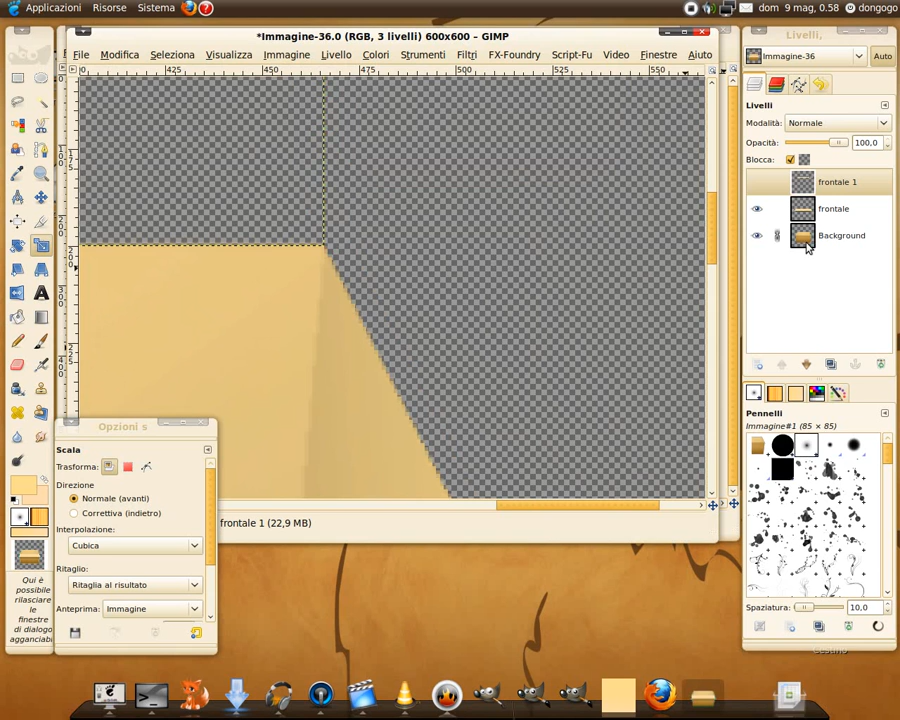 Applicazioni Risorse Sistema
dom 9 mag, 0.58 dongogo
*Immagine-36.0 (RGB, 3 livelli) 600x600 – GIMP
File Modifica Seleziona Visualizza Immagine Livello Colori Strumenti Filtri FX-Foundry Script-Fu Video Finestre Aiuto
425 450 475 500 525 550
Livelli,
Immagine-36
Auto
Livelli
Modalità: Normale
Opacità: 100,0
Blocca:
frontale 1
frontale
Background
Pennelli
Immagine#1 (85 × 85)
Spaziatura: 10,0
Opzioni s
Scala
Trasforma:
Direzione
Normale (avanti)
Correttiva (indietro)
Interpolazione:
Cubica
Ritaglio:
Ritaglia al risultato
Anteprima: Immagine
frontale 1 (22,9 MB)
Qui è
possibile
rilasciare
le
finestre
di dialogo
agganciabi